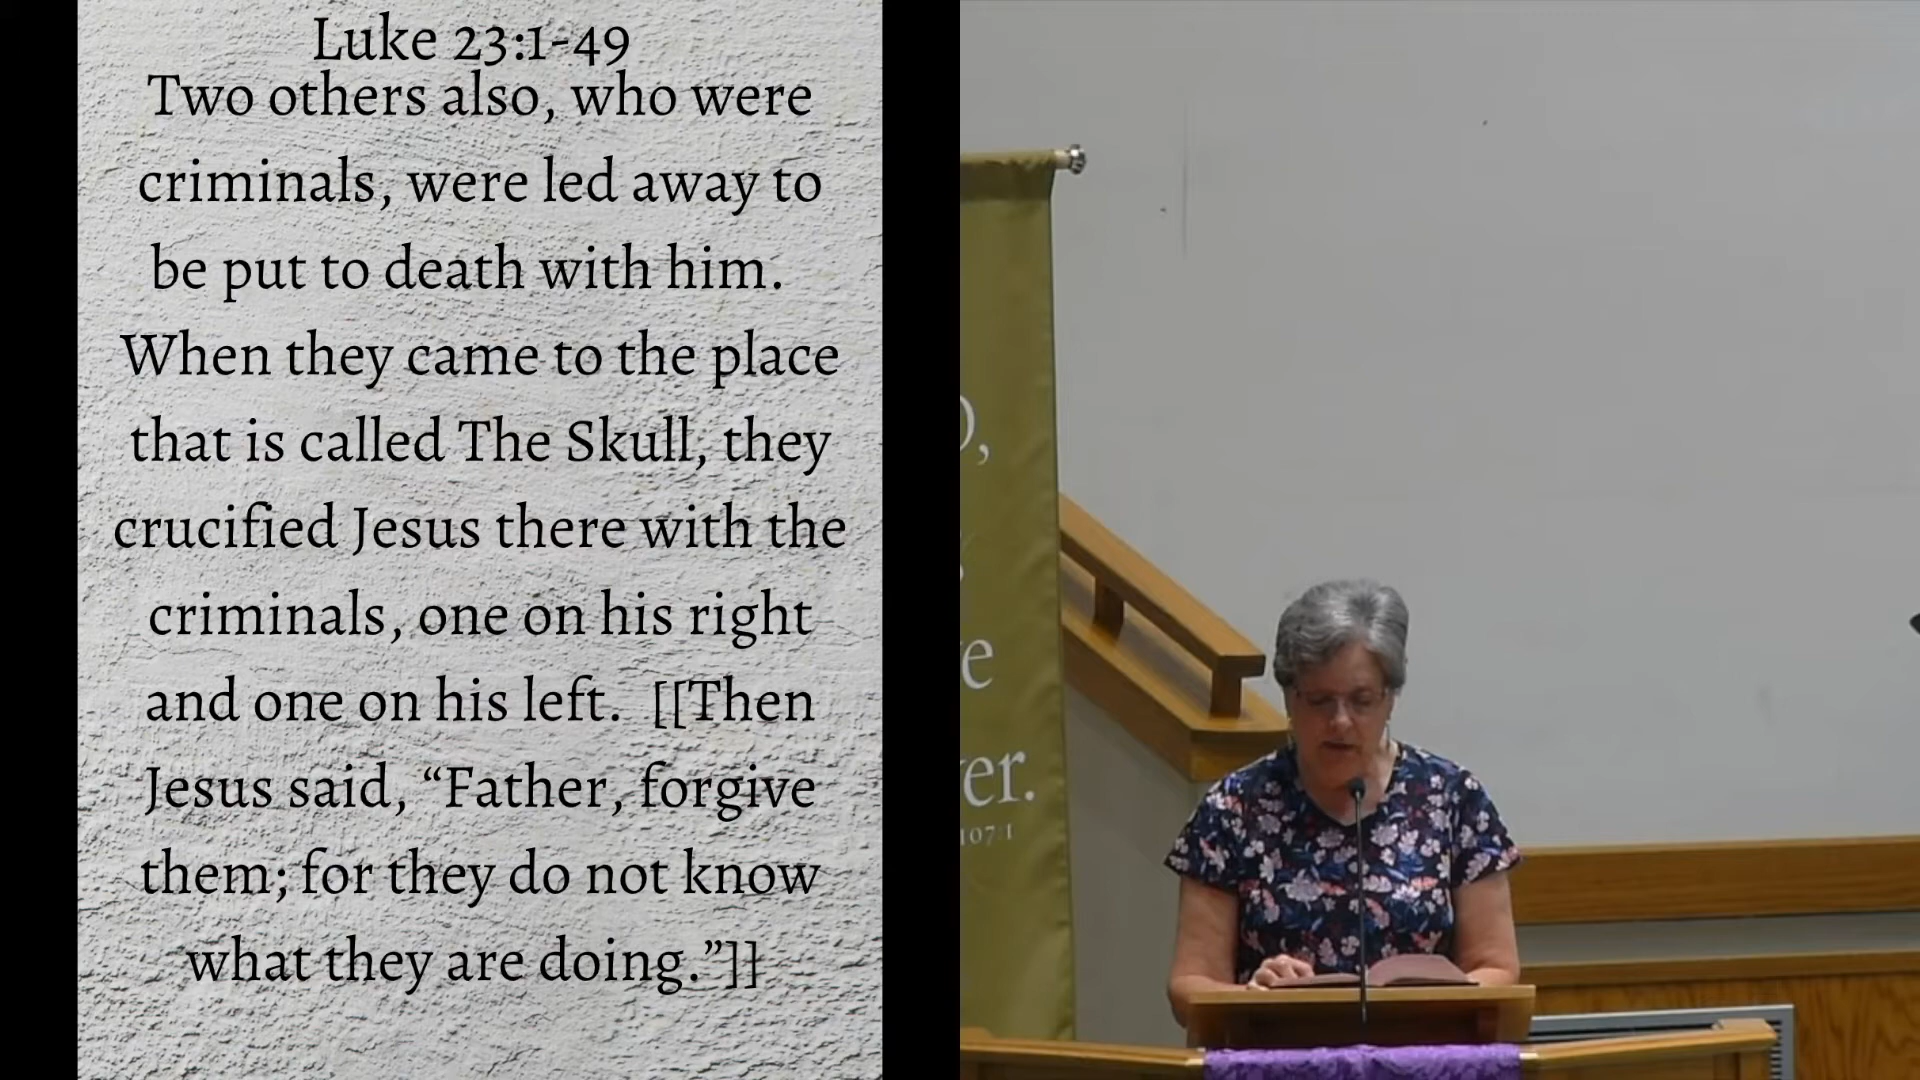 Luke 23:1-49
Two others also, who were
criminals, were led away to
be put to death with him.
When they came to the place
that is called The Skull, they
crucified Jesus there with the
criminals, one on his right
and one on his left. [[Then
Jesus said, “Father, forgive
them; for they do not know
what they are doing.”]]
er.
107:1